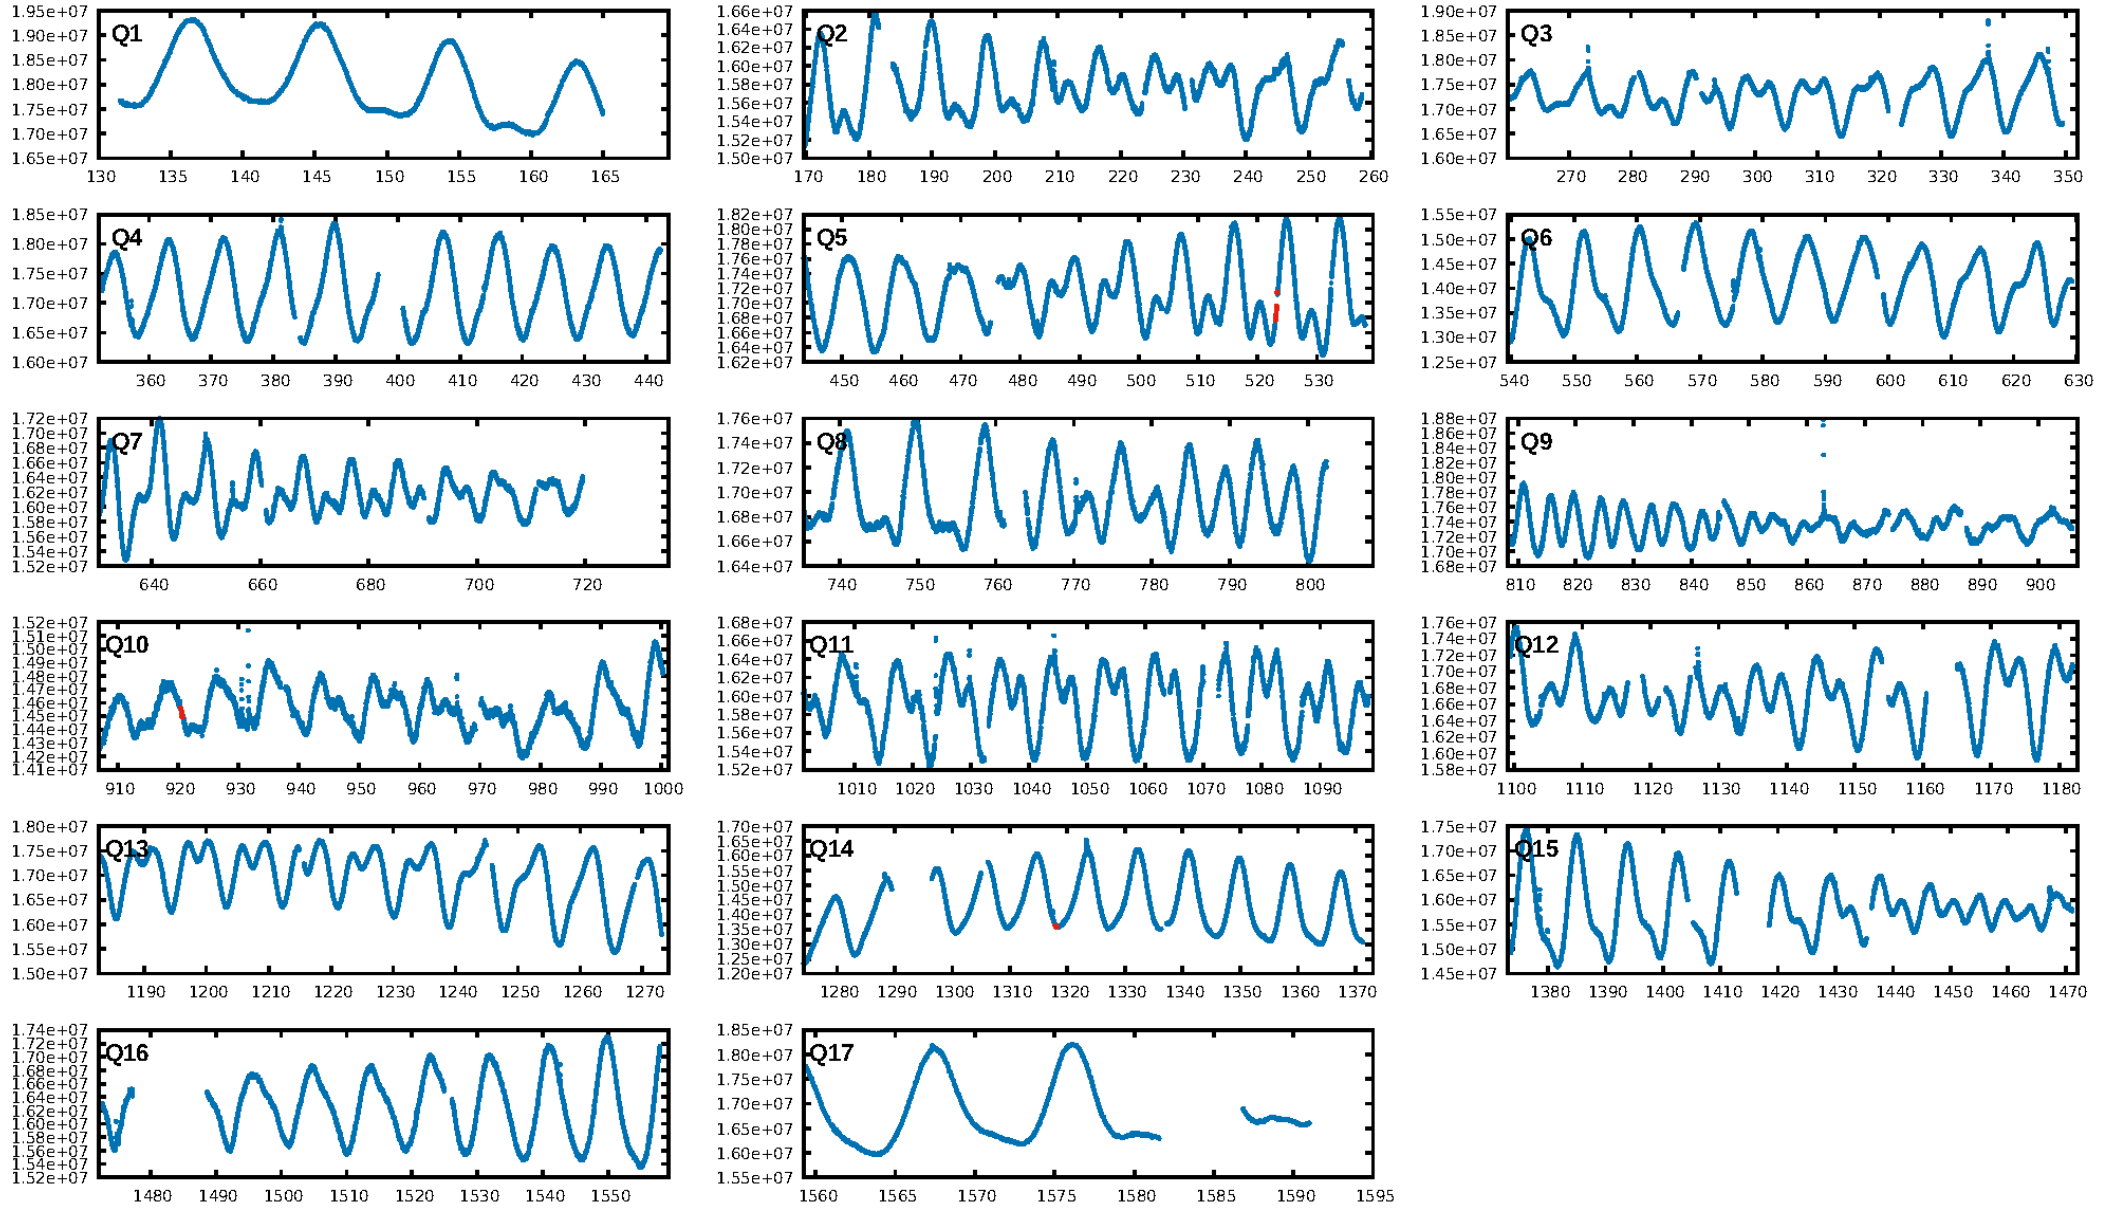 1.95e+07 1.90e+07 1.85e+07 1.80e+07 1.75e+07 1.70e+07 1.65e+07
Q1
130 135 140 145 150 155 160 165
1.66e+07 1.64e+07 1.62e+07 1.60e+07 1.58e+07 1.56e+07 1.54e+07 1.52e+07 1.50e+07
Q2
170 180 190 200 210 220 230 240 250 260
1.90e+07 1.85e+07 1.80e+07 1.75e+07 1.70e+07 1.65e+07 1.60e+07
Q3
270 280 290 300 310 320 330 340 350
1.85e+07 1.80e+07 1.75e+07 1.70e+07 1.65e+07 1.60e+07
Q4
360 370 380 390 400 410 420 430 440
1.82e+07 1.80e+07 1.78e+07 1.76e+07 1.74e+07 1.72e+07 1.70e+07 1.68e+07 1.66e+07 1.64e+07 1.62e+07
Q5
450 460 470 480 490 500 510 520 530
1.55e+07 1.50e+07 1.45e+07 1.40e+07 1.35e+07 1.30e+07 1.25e+07
Q6
540 550 560 570 580 590 600 610 620 630
1.72e+07 1.70e+07 1.68e+07 1.66e+07 1.64e+07 1.62e+07 1.60e+07 1.58e+07 1.56e+07 1.54e+07 1.52e+07
Q7
640 660 680 700 720
1.76e+07 1.74e+07 1.72e+07 1.70e+07 1.68e+07 1.66e+07 1.64e+07
Q8
740 750 760 770 780 790 800
1.88e+07 1.86e+07 1.84e+07 1.82e+07 1.80e+07 1.78e+07 1.76e+07 1.74e+07 1.72e+07 1.70e+07 1.68e+07
Q9
810 820 830 840 850 860 870 880 890 900
1.52e+07 1.51e+07 1.50e+07 1.49e+07 1.48e+07 1.47e+07 1.46e+07 1.45e+07 1.44e+07 1.43e+07 1.42e+07 1.41e+07
Q10
910 920 930 940 950 960 970 980 990 1000
1.68e+07 1.66e+07 1.64e+07 1.62e+07 1.60e+07 1.58e+07 1.56e+07 1.54e+07 1.52e+07
Q11
1010 1020 1030 1040 1050 1060 1070 1080 1090
1.76e+07 1.74e+07 1.72e+07 1.70e+07 1.68e+07 1.66e+07 1.64e+07 1.62e+07 1.60e+07 1.58e+07
Q12
1100 1110 1120 1130 1140 1150 1160 1170 1180
1.80e+07 1.75e+07 1.70e+07 1.65e+07 1.60e+07 1.55e+07 1.50e+07
Q13
1190 1200 1210 1220 1230 1240 1250 1260 1270
1.70e+07 1.65e+07 1.60e+07 1.55e+07 1.50e+07 1.45e+07 1.40e+07 1.35e+07 1.30e+07 1.25e+07 1.20e+07
Q14
1280 1290 1300 1310 1320 1330 1340 1350 1360 1370
1.75e+07 1.70e+07 1.65e+07 1.60e+07 1.55e+07 1.50e+07 1.45e+07
Q15
1380 1390 1400 1410 1420 1430 1440 1450 1460 1470
1.74e+07 1.72e+07 1.70e+07 1.68e+07 1.66e+07 1.64e+07 1.62e+07 1.60e+07 1.58e+07 1.56e+07 1.54e+07 1.52e+07
Q16
1480 1490 1500 1510 1520 1530 1540 1550
1.85e+07 1.80e+07 1.75e+07 1.70e+07 1.65e+07 1.60e+07 1.55e+07
Q17
1560 1565 1570 1575 1580 1585 1590 1595